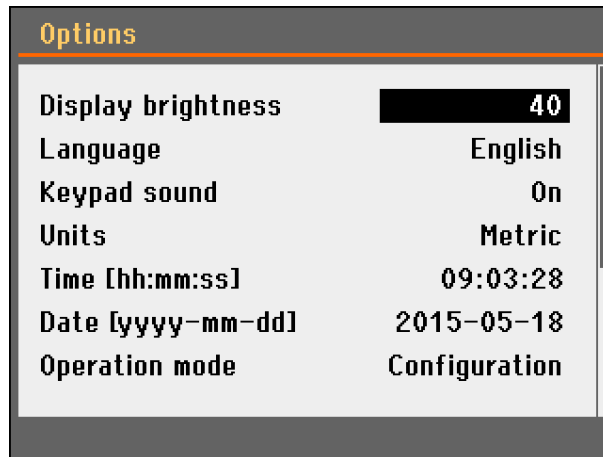 Options
Display brightness 40
Language English
Keypad sound On
Units Metric
Time [hh:mm:ss] 09:03:28
Date [yyyy-mm-dd] 2015-05-18
Operation mode Configuration